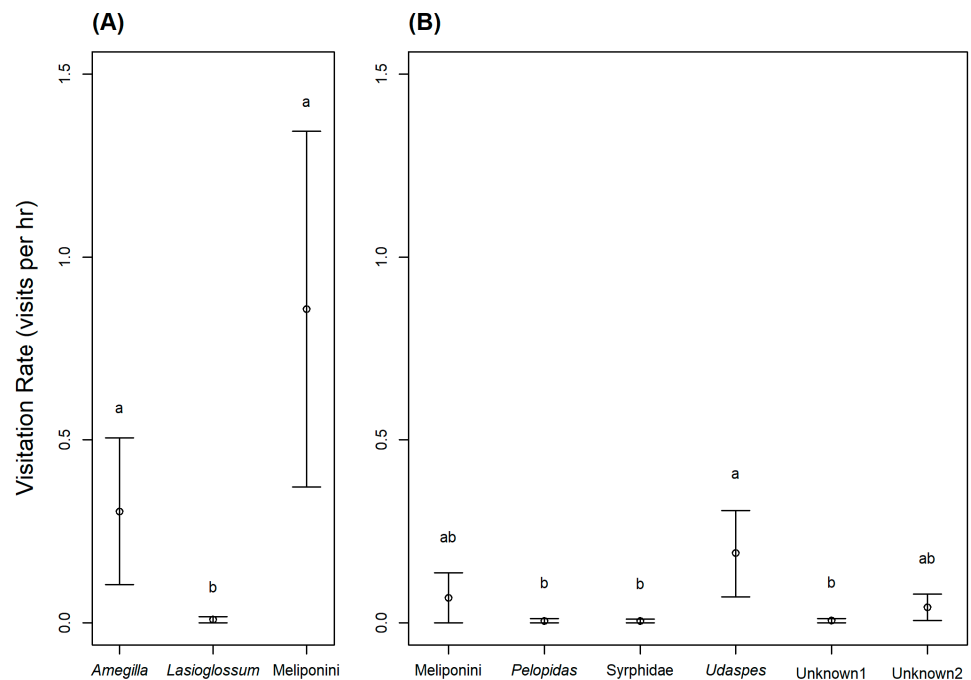 (A)
(B)
Visitation Rate (visits per hr)
1.5
1.0
0.5
0.0
a
b
a
Amegilla Lasioglossum Meliponini
1.5
1.0
0.5
0.0
ab
b
b
a
b
ab
Meliponini Pelopidas Syrphidae Udaspes Unknown1 Unknown2